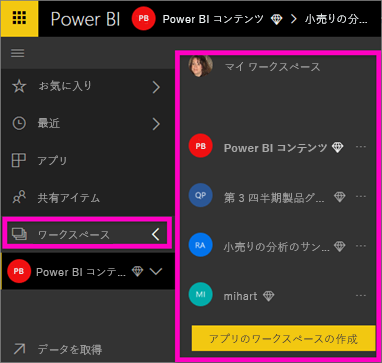 Power BI PB Power BI コンテンツ > 小売りの分...
お気に入り
最近
アプリ
共有アイテム
ワークスペース
PB Power BI コンテ...
データを取得
マイ ワークスペース
PB Power BI コンテンツ ...
QP 第 3 四半期製品グ... ...
RA 小売りの分析のサン... ...
MI mihart ...
アプリのワークスペースの作成